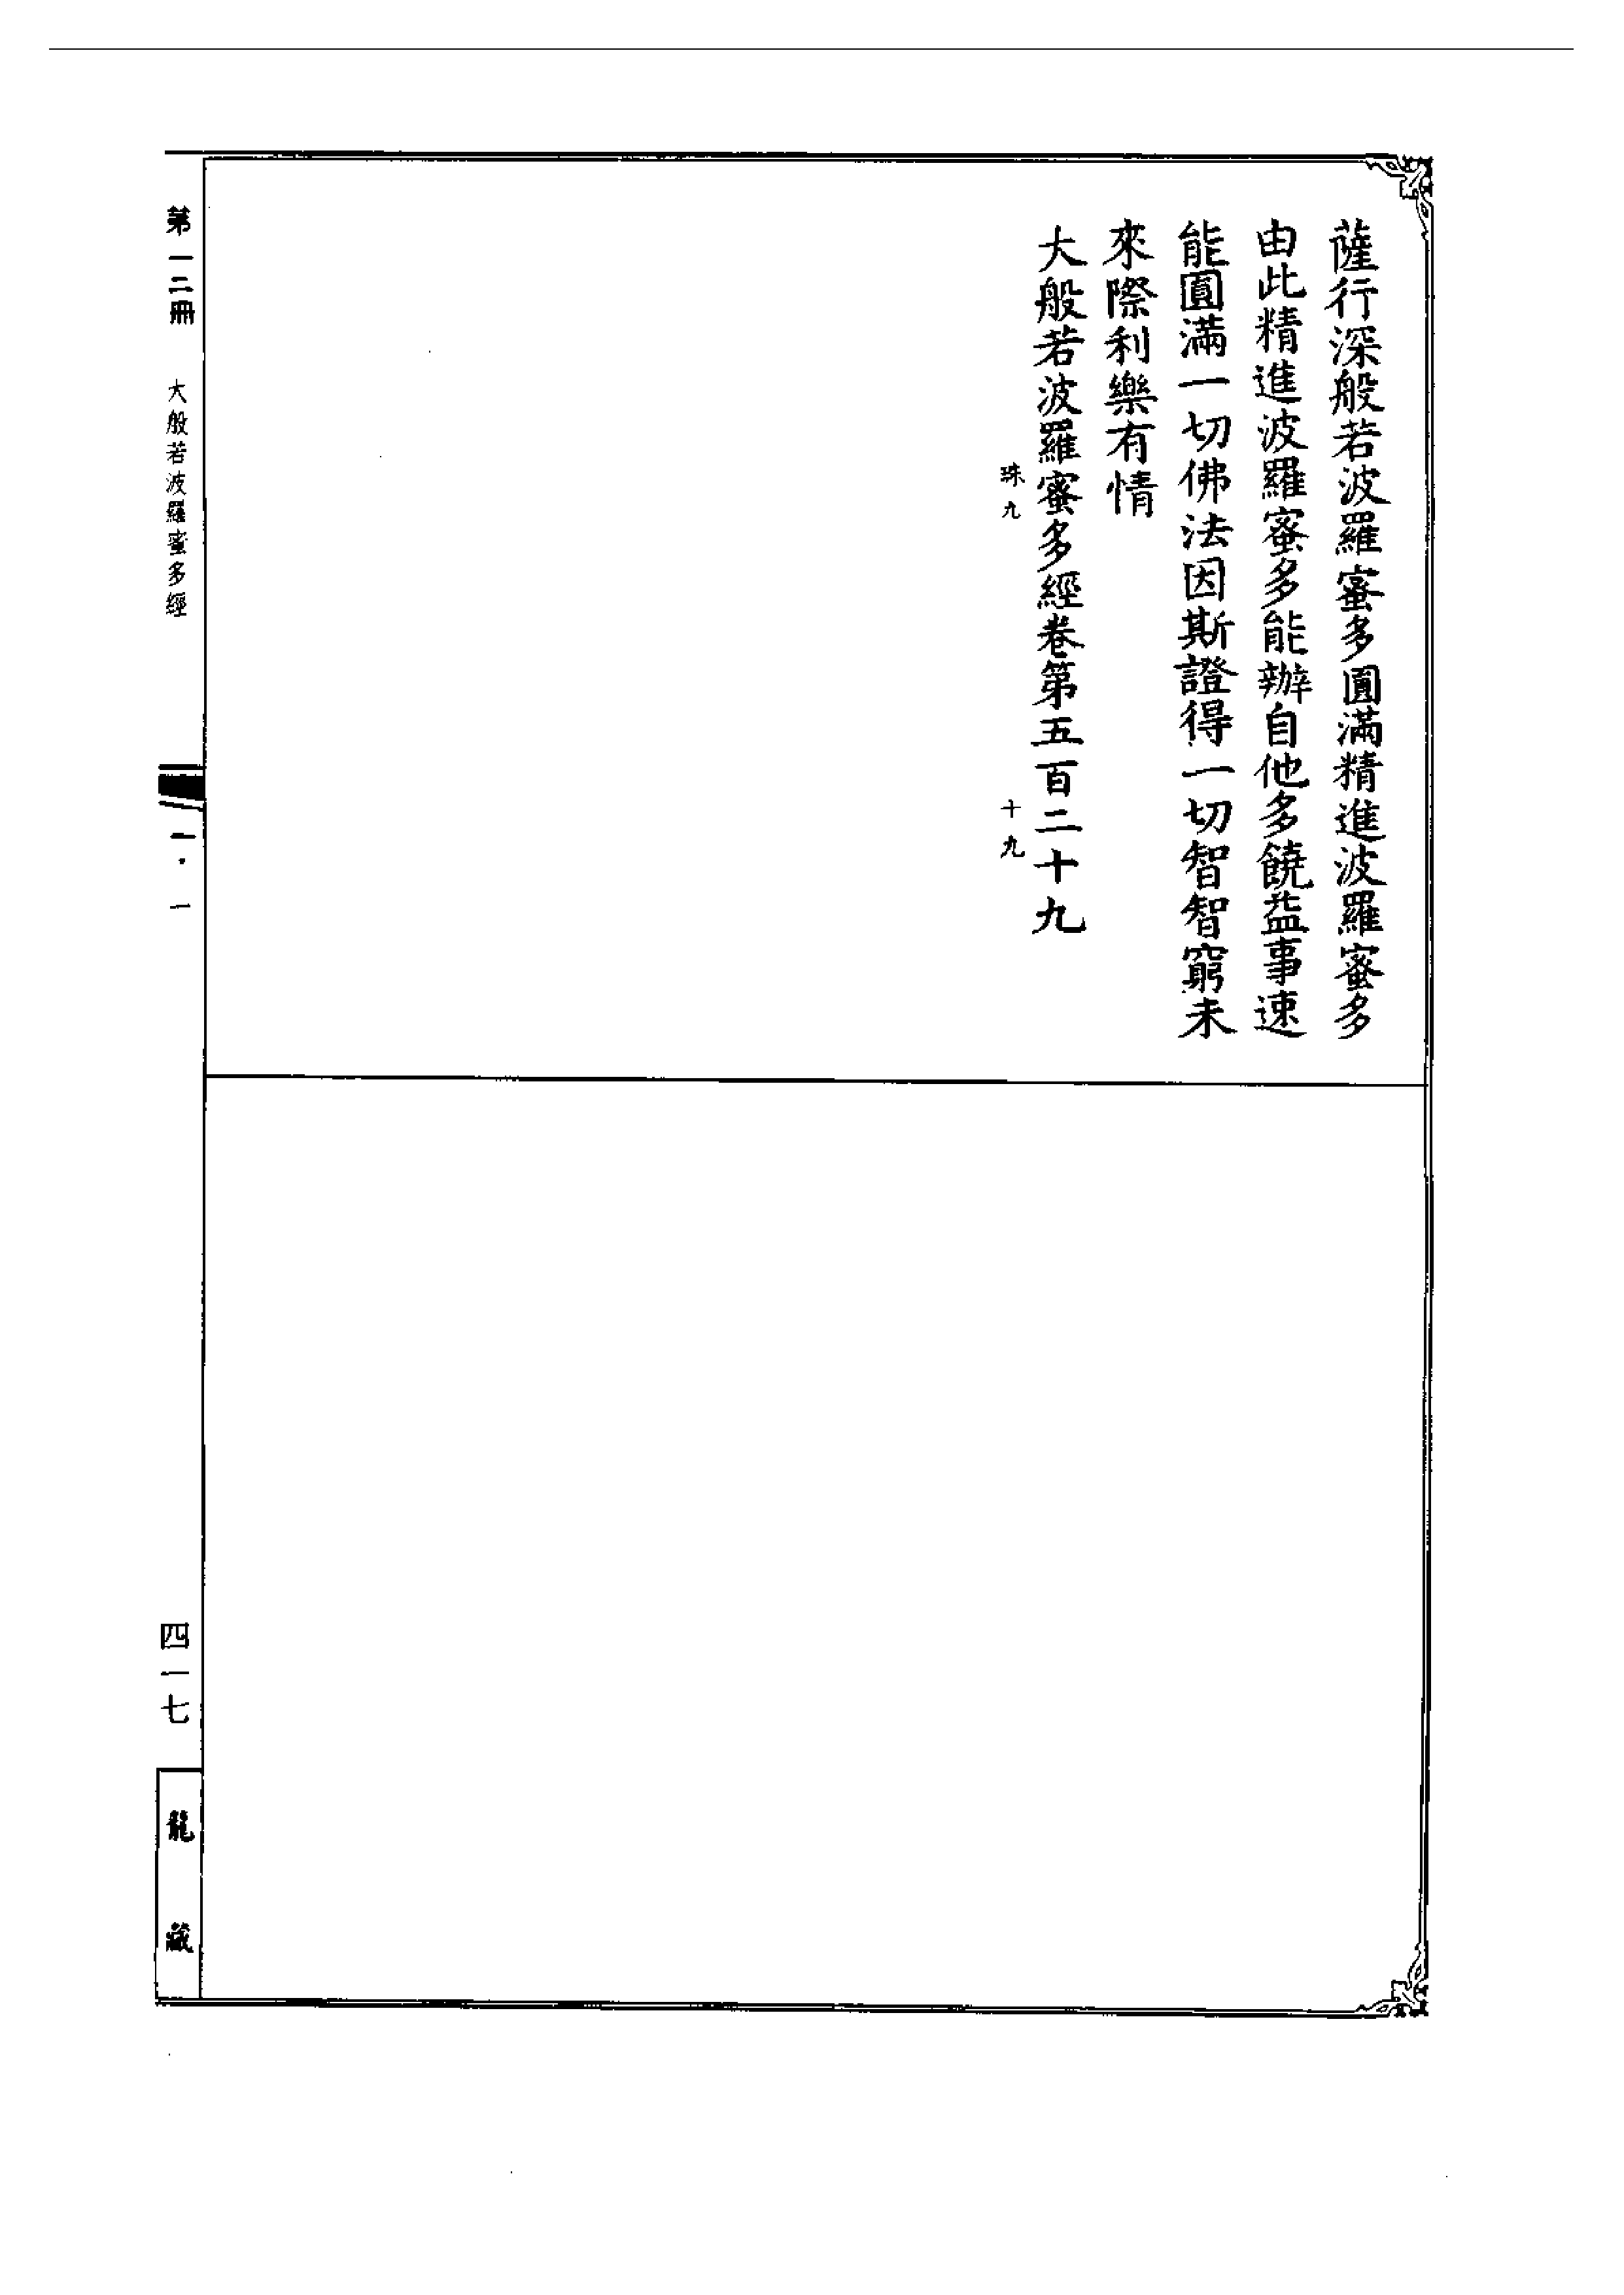 薩行深般若波羅蜜多圓滿精進波羅蜜多
由此精進波羅蜜多能辦自他多饒益事速
能圓滿一切佛法因斯證得一切智智窮未
來際利樂有情
大般若波羅蜜多經卷第五百二十九
珠九 十九
第一二冊 大般若波羅蜜多經
二·一
四一七
龍藏